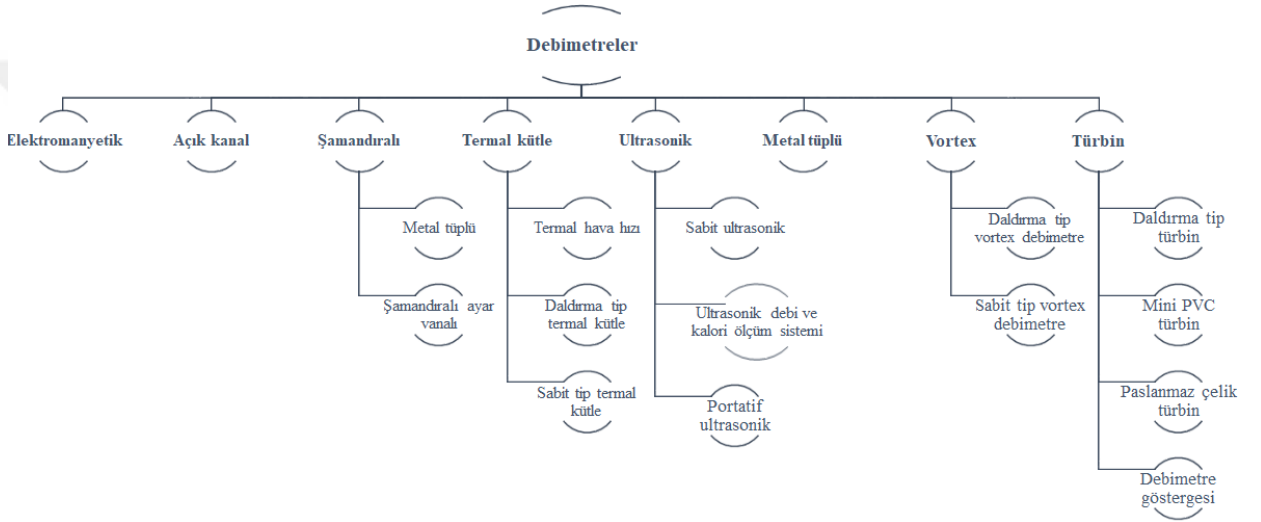 Debimetreler
Elektromanyetik
Açık kanal
Şamandıralı
Termal kütle
Ultrasonik
Metal tüplü
Vortex
Türbin
Metal tüplü
Şamandıralı ayar
vanalı
Termal hava hızı
Daldırma tip
termal kütle
Sabit tip termal
kütle
Sabit ultrasonik
Ultrasonik debi ve
kalori ölçüm sistemi
Portatif
ultrasonik
Daldırma tip
vortex debimetre
Sabit tip vortex
debimetre
Daldırma tip
türbin
Mini PVC
türbin
Paslanmaz çelik
türbin
Debimetre
göstergesi